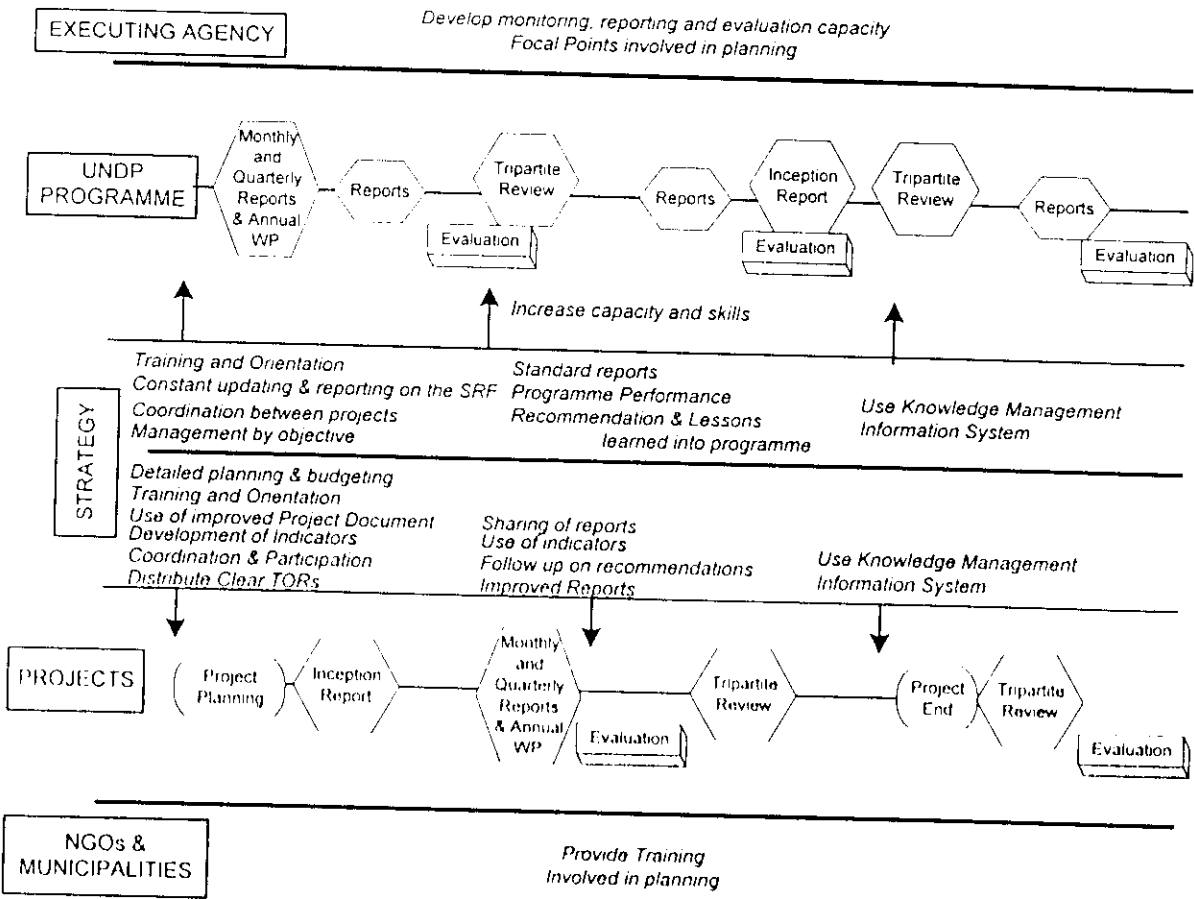 EXECUTING AGENCY
Develop monitoring, reporting and evaluation capacity
Focal Points involved in planning
UNDP
PROGRAMME
Monthly
and
Quarterly
Reports
& Annual
WP
Reports
Tripartite
Review
Evaluation
Reports
Inception
Report
Evaluation
Tripartite
Review
Reports
Evaluation
Increase capacity and skills
STRATEGY
Training and Orientation
Constant updating & reporting on the SRF
Coordination between projects
Management by objective
Standard reports
Programme Performance
Recommendation & Lessons
learned into programme
Use Knowledge Management
Information System
Detailed planning & budgeting
Training and Orientation
Use of improved Project Document
Development of Indicators
Coordination & Participation
Distribute Clear TORs
Sharing of reports
Use of indicators
Follow up on recommendations
Improved Reports
Use Knowledge Management
Information System
PROJECTS
Project
Planning
Inception
Report
Monthly
and
Quarterly
Reports
& Annual
WP
Evaluation
Tripartite
Review
Project
End
Tripartite
Review
Evaluation
NGOs &
MUNICIPALITIES
Provide Training
Involved in planning